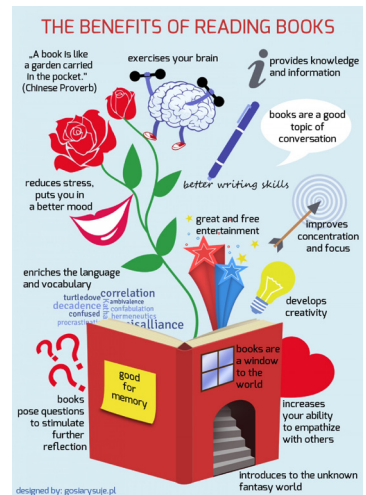 THE BENEFITS OF READING BOOKS
„A book is like
a garden carried
in the pocket.”
(Chinese Proverb)
exercises your brain
provides knowledge
and information
books are a good
topic of
conversation
reduces stress,
puts you in
a better mood
better writing skills
great and free
entertainment
improves
concentration
and focus
enriches the language
and vocabulary
correlation
turtledove
ambivalence
decadence
confabulation
confused
hermeneutics
develops
creativity
books are
a window
to the
world
good
for
memory
books
pose questions
to stimulate
further
reflection
increases
your ability
to empathize
with others
introduces to the unknown
fantasy world
designed by: gosiarysuje.pl